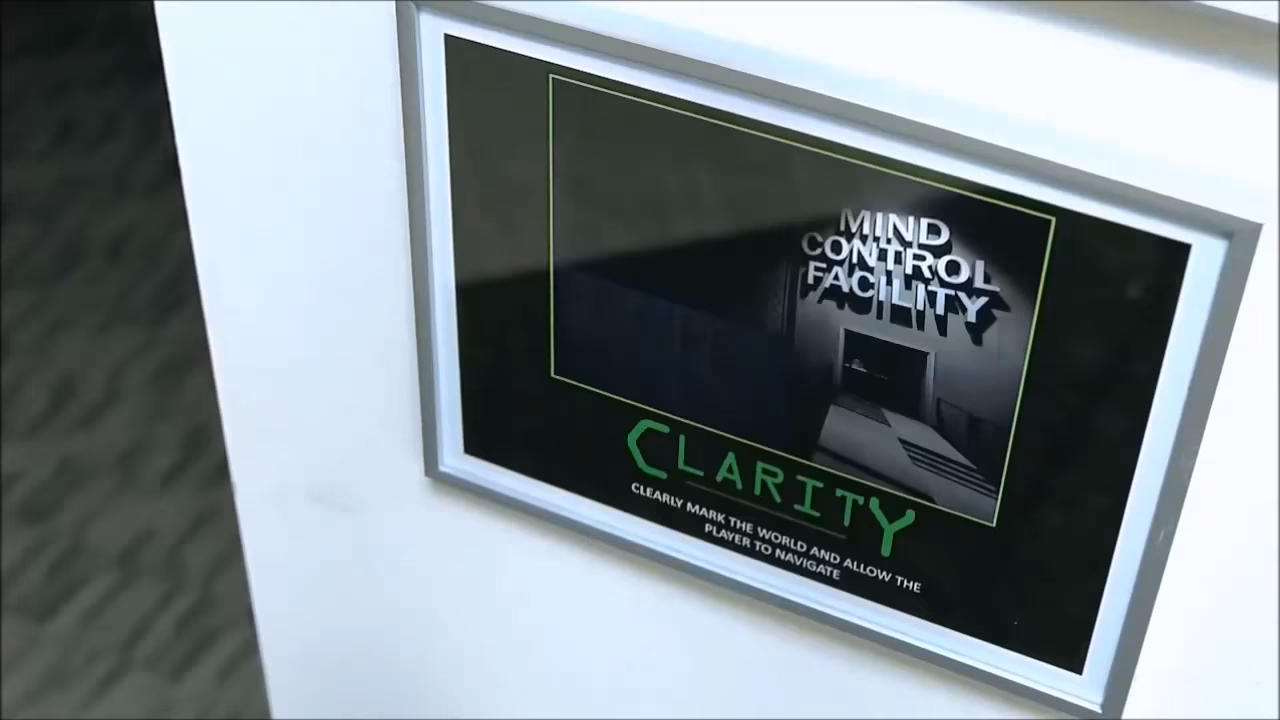 MIND
CONTROL
FACILITY
CLARITY
CLEARLY MARK THE WORLD AND ALLOW THE
PLAYER TO NAVIGATE